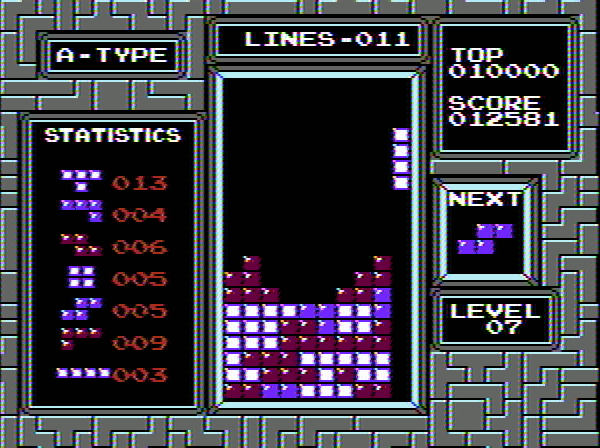 LINES-011
A-TYPE
TOP
010000
SCORE
012581
STATISTICS
013
004
006
005
005
009
003
NEXT
LEVEL
07